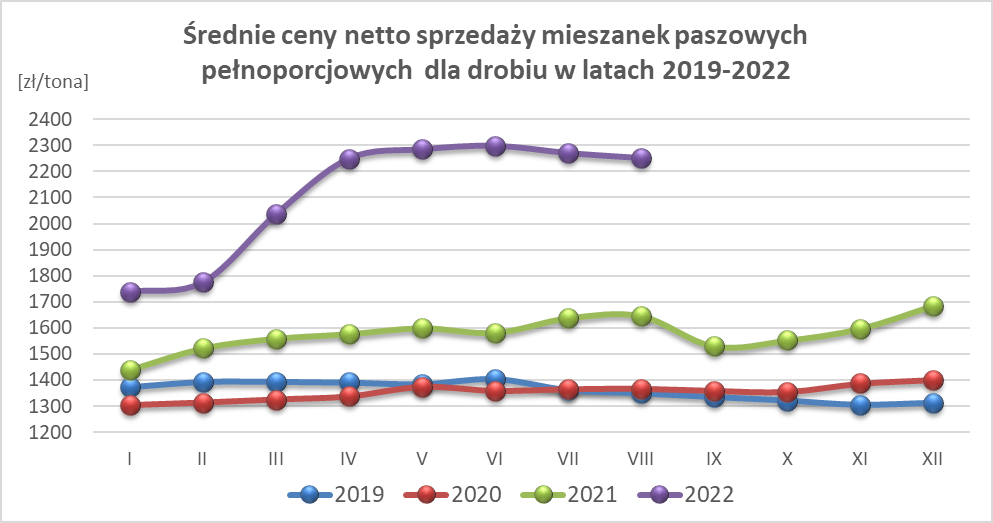 Średnie ceny netto sprzedaży mieszanek paszowych
pełnoporcjowych dla drobiu w latach 2019-2022
[zł/tona]
2400
2300
2200
2100
2000
1900
1800
1700
1600
1500
1400
1300
1200
I II III IV V VI VII VIII IX X XI XII
2019 2020 2021 2022